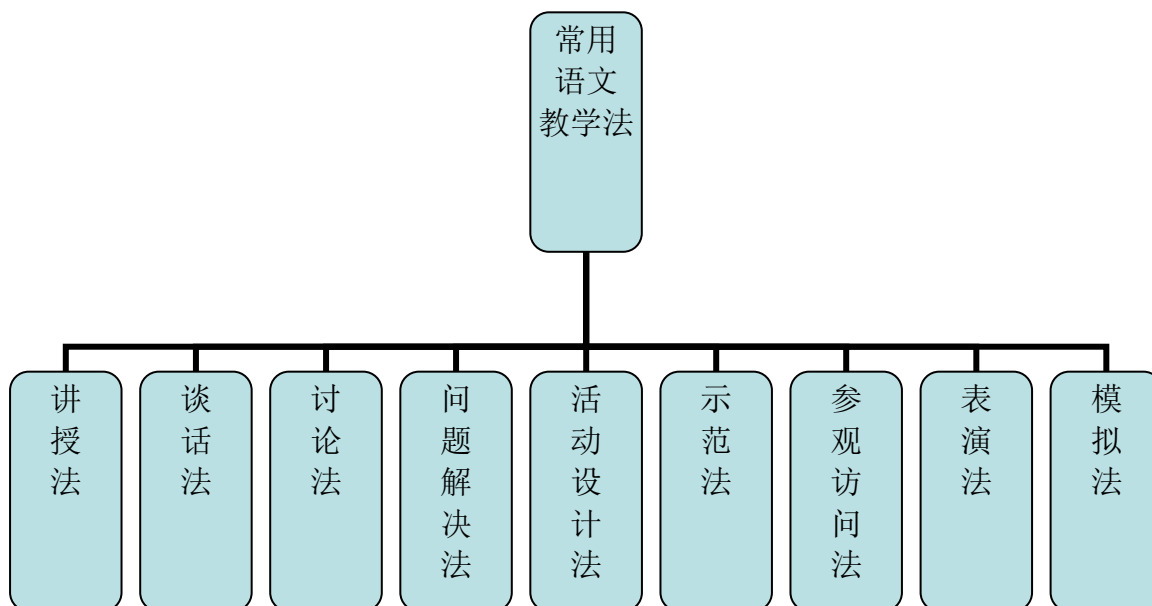 常用
语文
教学法
讲授法
谈话法
讨论法
问题解决法
活动设计法
示范法
参观访问法
表演法
模拟法